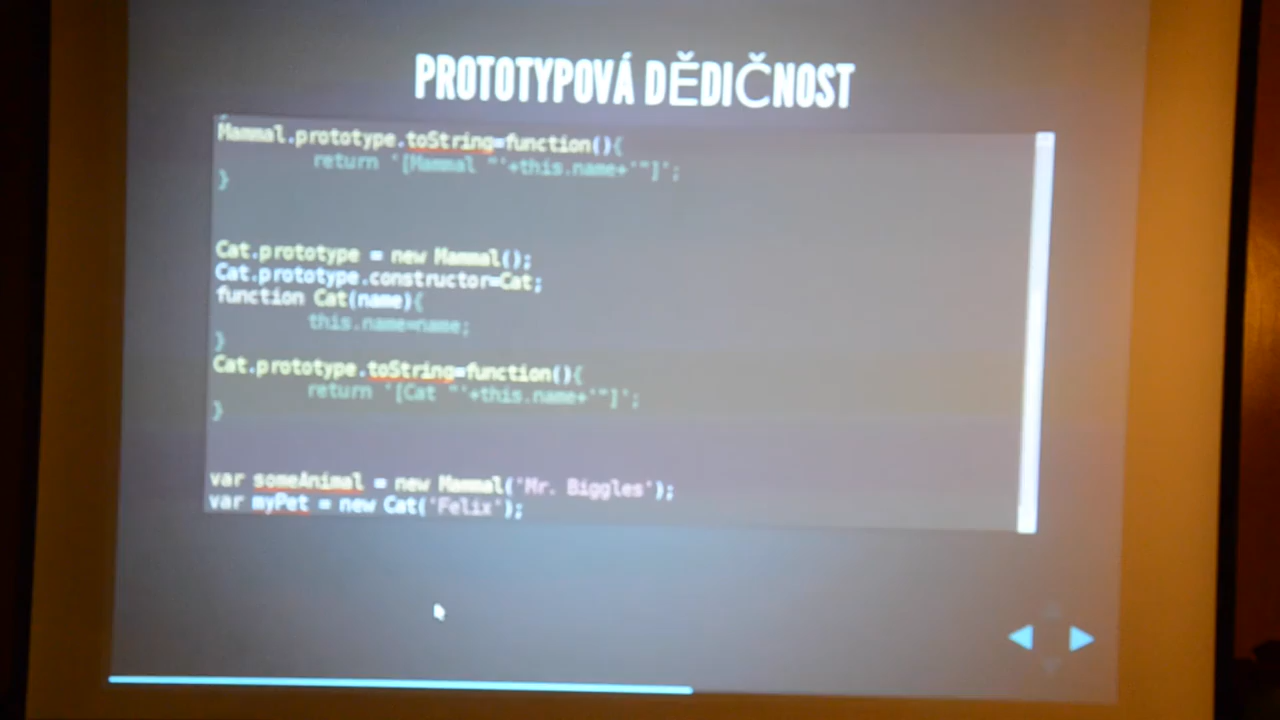 PROTOTYPOVÁ DĚDIČNOST
Mammal.prototype.toString=function(){
return '[Mammal "'+this.name+'"]';
}
Cat.prototype = new Mammal();
Cat.prototype.constructor=Cat;
function Cat(name){
this.name=name;
}
Cat.prototype.toString=function(){
return '[Cat "'+this.name+'"]';
}
var someAnimal = new Mammal('Mr. Biggles');
var myPet = new Cat('Felix');